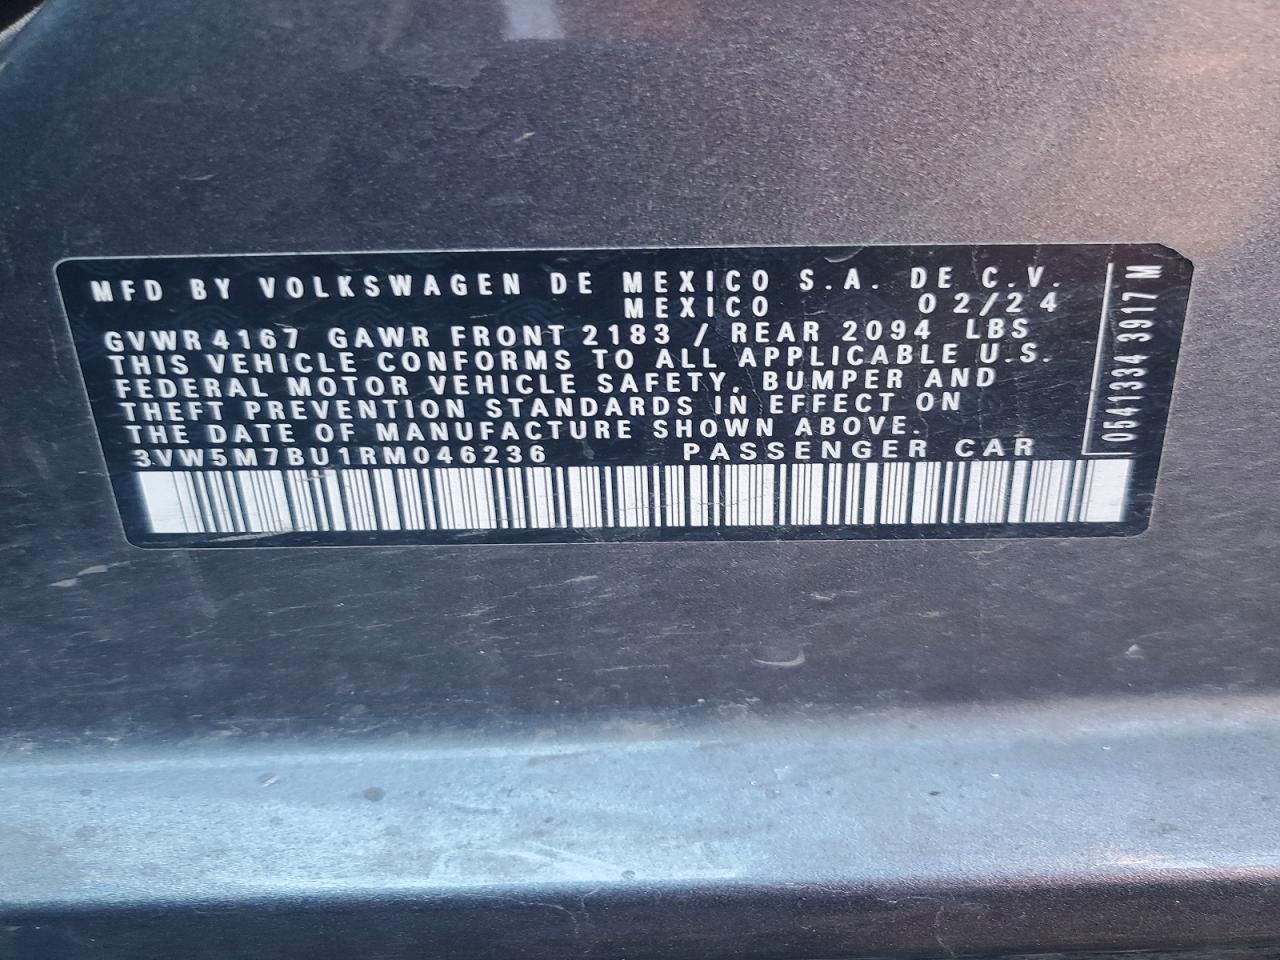 MFD BY VOLKSWAGEN DE MEXICO S.A. DE C.V.
MEXICO 02/24
GVWR 4167 GAWR FRONT 2183 / REAR 2094 LBS
THIS VEHICLE CONFORMS TO ALL APPLICABLE U.S.
FEDERAL MOTOR VEHICLE SAFETY, BUMPER AND
THEFT PREVENTION STANDARDS IN EFFECT ON
THE DATE OF MANUFACTURE SHOWN ABOVE.
3VW5M7BU1RM046236 PASSENGER CAR
0541334 3917 M